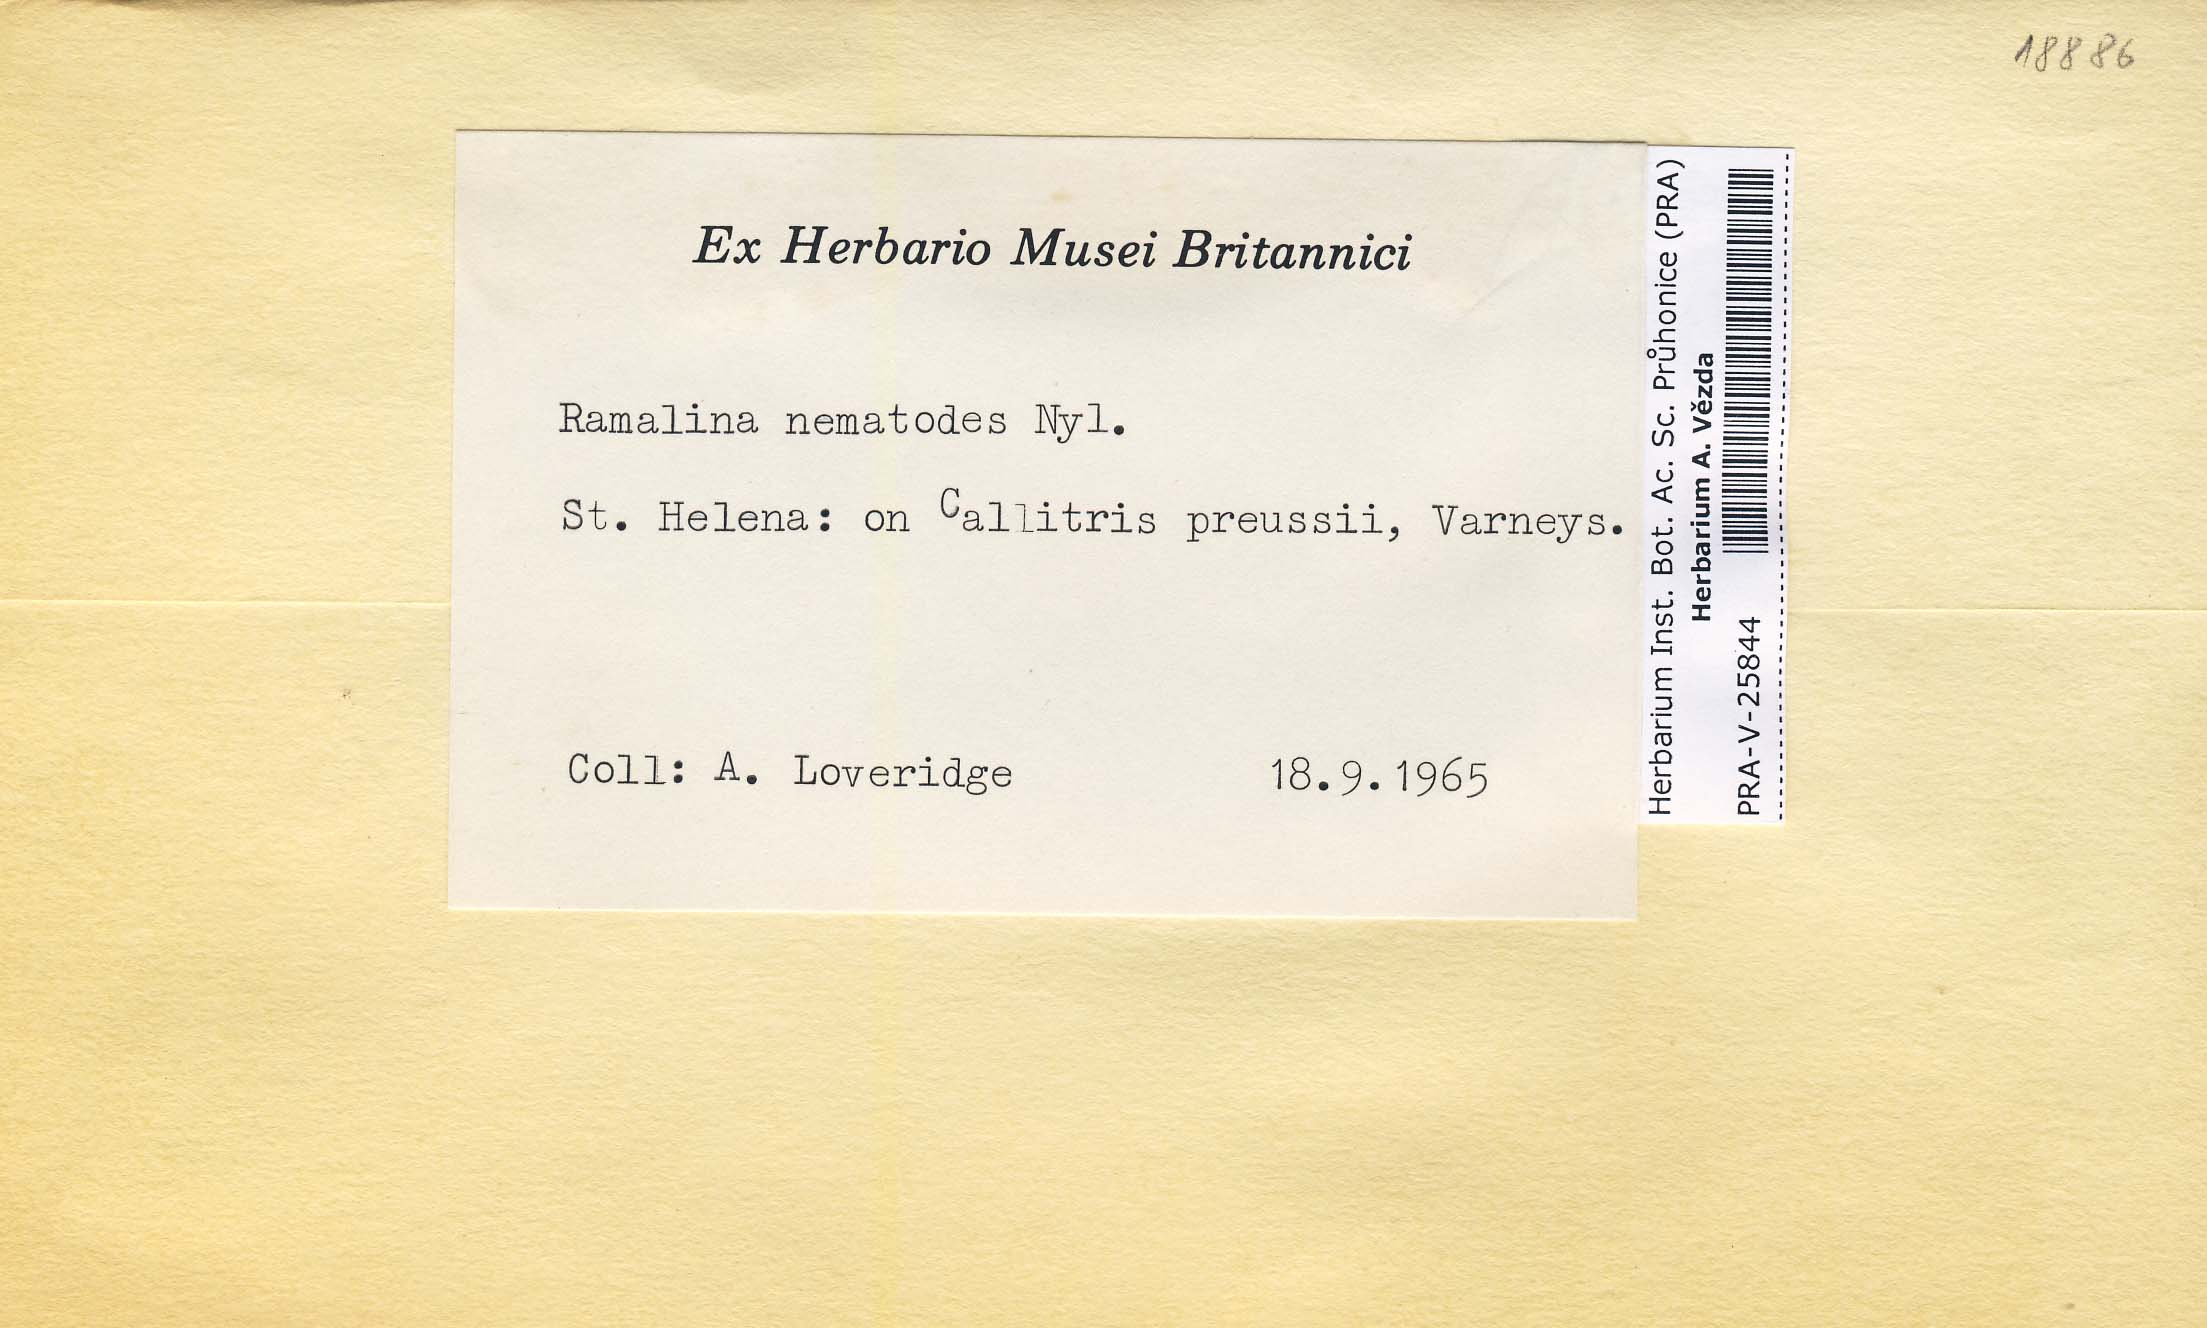 18886
Ex Herbario Musei Britannici
Ramalina nematodes Nyl.
St. Helena: on Callitris preussii, Varneys.
Coll: A. Loveridge 18.9.1965
Herbarium Inst. Bot. Ac. Sc. Průhonice (PRA)
Herbarium A. Vězda
PRA-V-25844